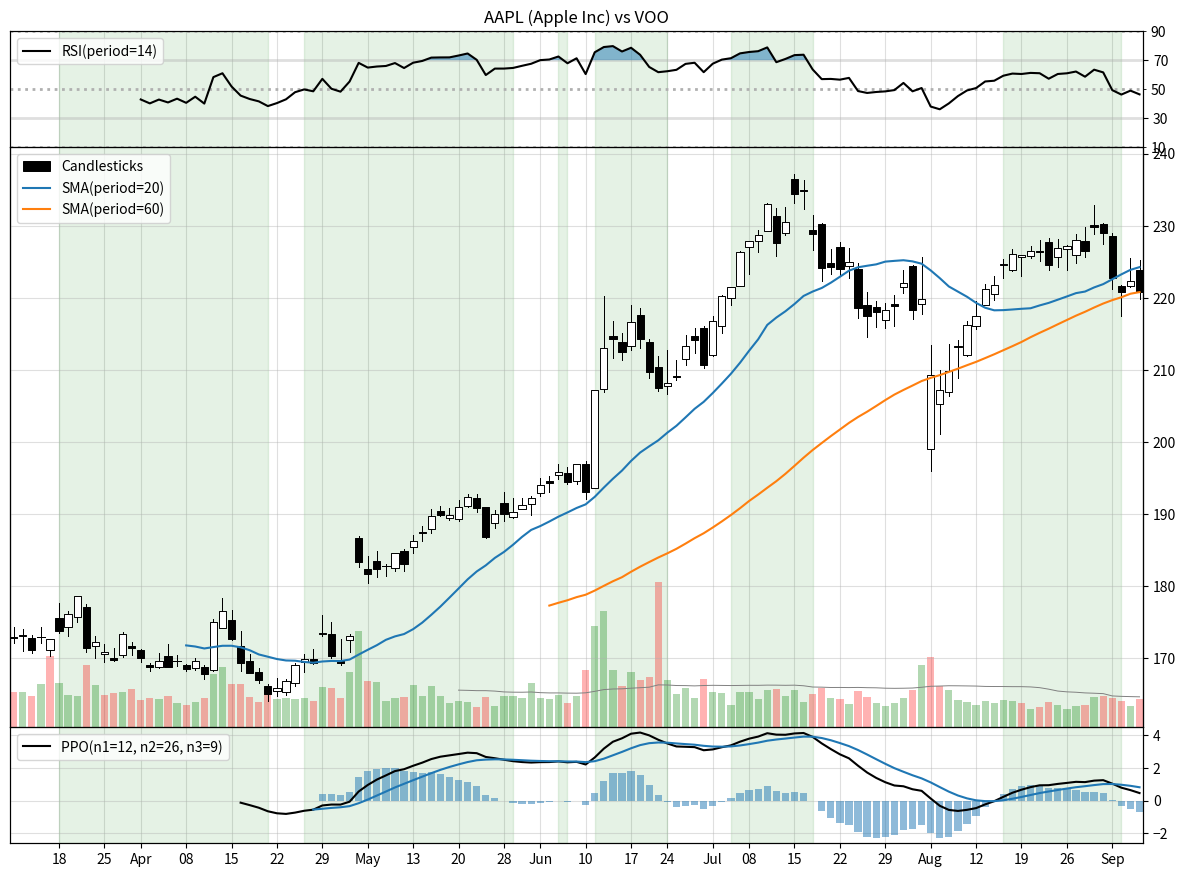 AAPL (Apple Inc) vs VOO
RSI(period=14)
90
70
50
30
10
Candlesticks
SMA(period=20)
SMA(period=60)
240
230
220
210
200
190
180
170
PPO(n1=12, n2=26, n3=9)
4
2
0
−2
18 25 Apr 08 15 22 29 May 13 20 28 Jun 10 17 24 Jul 08 15 22 29 Aug 12 19 26 Sep